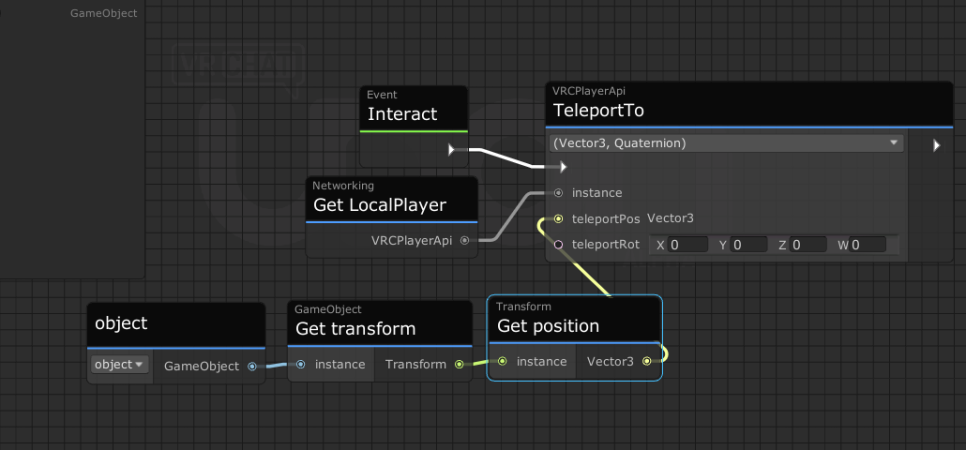 GameObject
Event
Interact
VRCPlayerApi
TeleportTo
(Vector3, Quaternion)
Networking
Get LocalPlayer
VRCPlayerApi
instance
teleportPos Vector3
teleportRot X 0 Y 0 Z 0 W 0
object
object
GameObject
GameObject
Get transform
instance
Transform
Transform
Get position
instance
Vector3